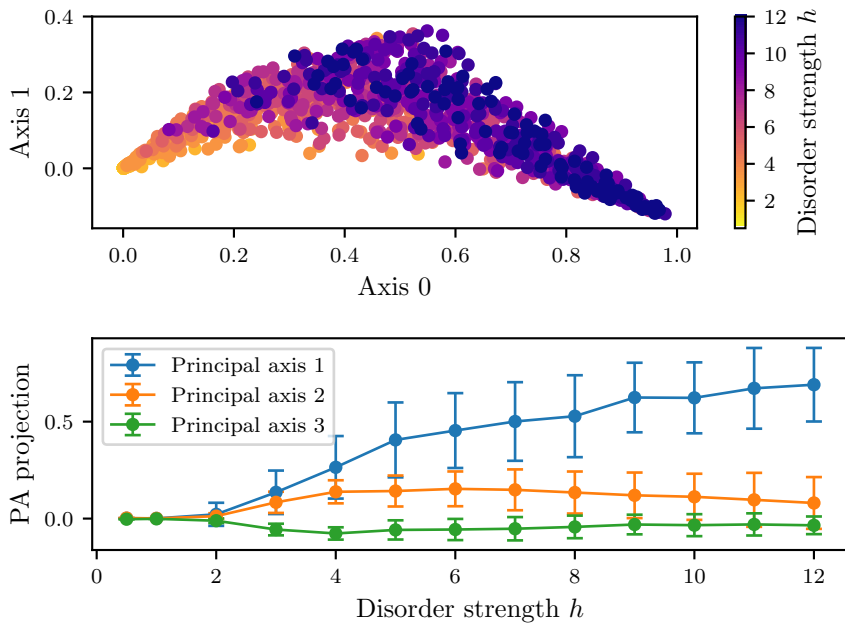 0.4
0.2
0.0
Axis 1
0.0 0.2 0.4 0.6 0.8 1.0
Axis 0
12
10
8
6
4
2
Disorder strength h
PA projection
0.5
0.0
Principal axis 1
Principal axis 2
Principal axis 3
0 2 4 6 8 10 12
Disorder strength h